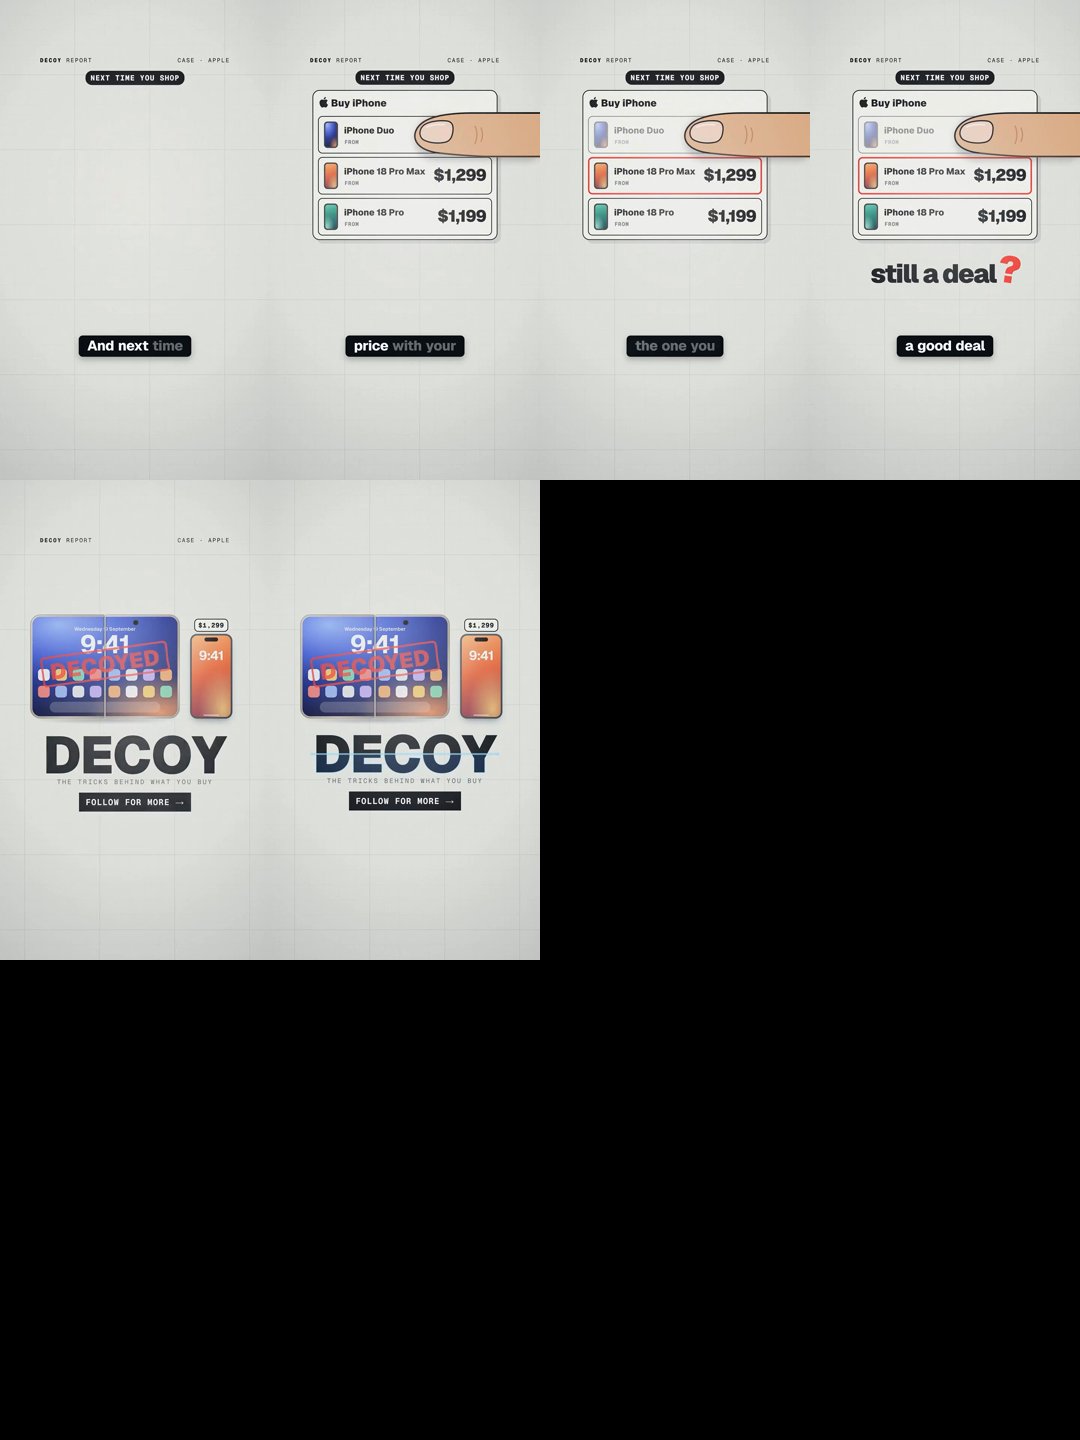 DECOY REPORT CASE · APPLE
NEXT TIME YOU SHOP
And next time
DECOY REPORT CASE · APPLE
NEXT TIME YOU SHOP
Buy iPhone
iPhone Duo
FROM
iPhone 18 Pro Max $1,299
FROM
iPhone 18 Pro $1,199
FROM
price with your
DECOY REPORT CASE · APPLE
NEXT TIME YOU SHOP
Buy iPhone
iPhone Duo
FROM
iPhone 18 Pro Max $1,299
FROM
iPhone 18 Pro $1,199
FROM
the one you
DECOY REPORT CASE · APPLE
NEXT TIME YOU SHOP
Buy iPhone
iPhone Duo
FROM
iPhone 18 Pro Max $1,299
FROM
iPhone 18 Pro $1,199
FROM
still a deal?
a good deal
DECOY REPORT CASE · APPLE
Wednesday 9 September
9:41
DECOYED
$1,299
9:41
DECOY
THE TRICKS BEHIND WHAT YOU BUY
FOLLOW FOR MORE →
Wednesday 9 September
9:41
DECOYED
$1,299
9:41
DECOY
THE TRICKS BEHIND WHAT YOU BUY
FOLLOW FOR MORE →